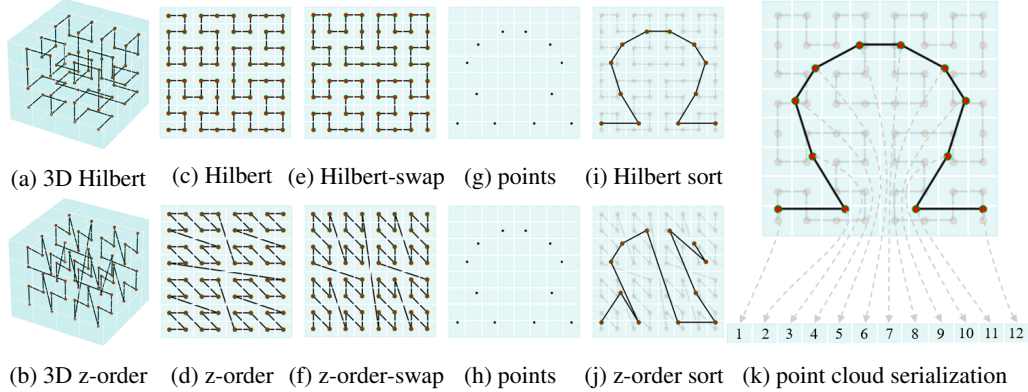 (a) 3D Hilbert
(c) Hilbert
(e) Hilbert-swap
(g) points
(i) Hilbert sort
1 2 3 4 5 6 7 8 9 10 11 12
(b) 3D z-order
(d) z-order
(f) z-order-swap
(h) points
(j) z-order sort
(k) point cloud serialization